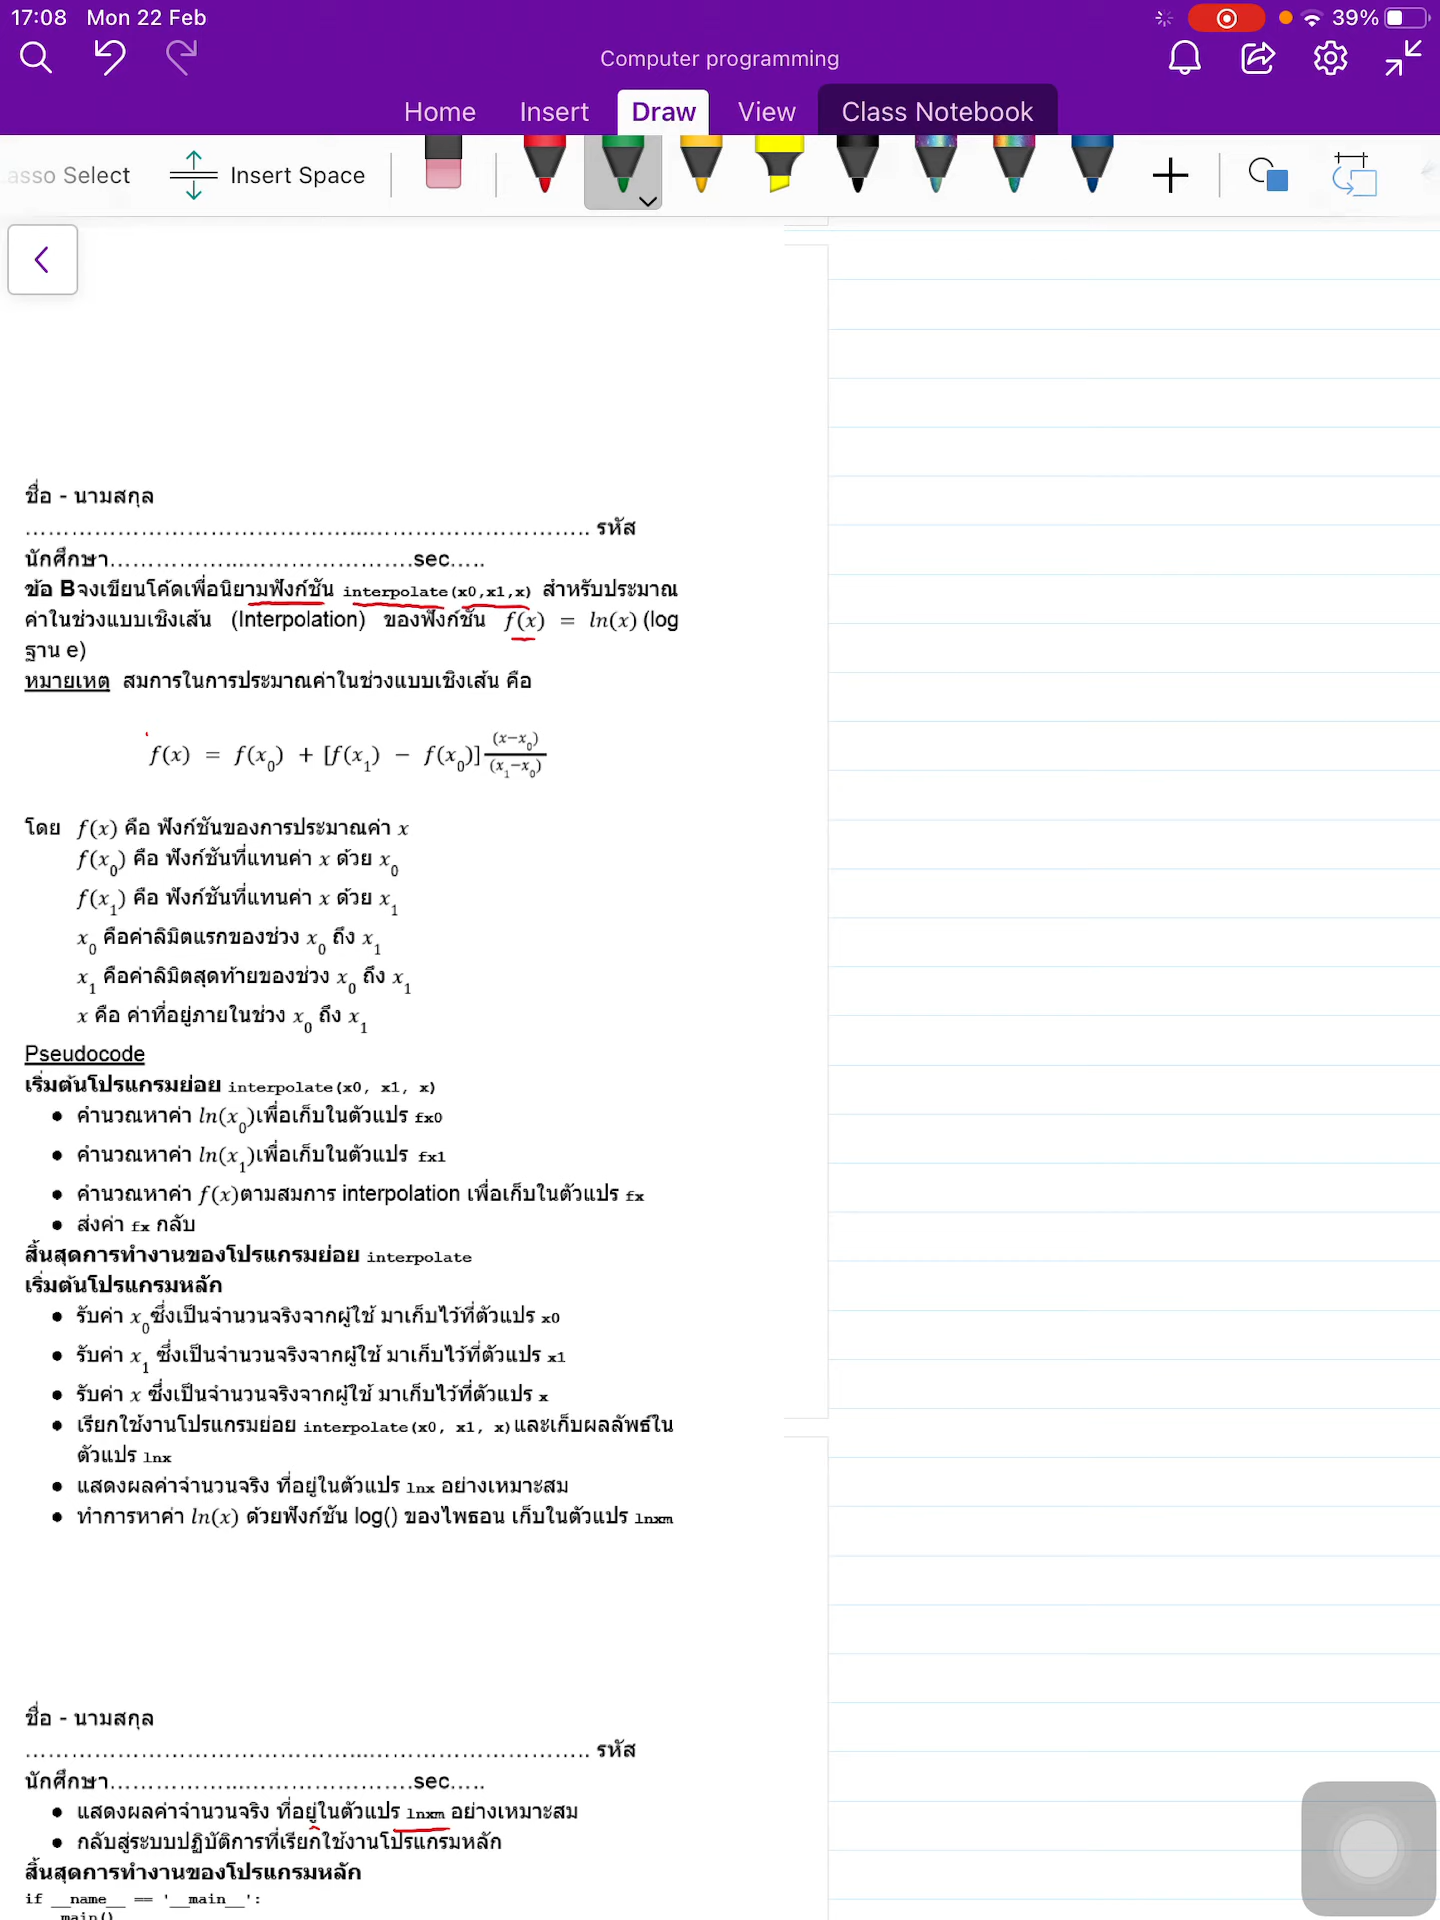 17:08 Mon 22 Feb 39%
Computer programming
Home Insert Draw View Class Notebook
asso Select Insert Space
ชื่อ - นามสกุล
………………………………………...………………………….. รหัส
นักศึกษา……………...………………….sec…..
ข้อ B จงเขียนโค้ดเพื่อนิยามฟังก์ชัน interpolate(x0,x1,x) สำหรับประมาณ
ค่าในช่วงแบบเชิงเส้น (Interpolation) ของฟังก์ชัน f(x) = ln(x) (log
ฐาน e)
หมายเหตุ สมการในการประมาณค่าในช่วงแบบเชิงเส้น คือ
f(x) = f(x₀) + [f(x₁) − f(x₀)] (x−x₀)/(x₁−x₀)
โดย f(x) คือ ฟังก์ชันของการประมาณค่า x
f(x₀) คือ ฟังก์ชันที่แทนค่า x ด้วย x₀
f(x₁) คือ ฟังก์ชันที่แทนค่า x ด้วย x₁
x₀ คือค่าลิมิตแรกของช่วง x₀ ถึง x₁
x₁ คือค่าลิมิตสุดท้ายของช่วง x₀ ถึง x₁
x คือ ค่าที่อยู่ภายในช่วง x₀ ถึง x₁
Pseudocode
เริ่มต้นโปรแกรมย่อย interpolate(x0, x1, x)
● คำนวณหาค่า ln(x₀)เพื่อเก็บในตัวแปร fx0
● คำนวณหาค่า ln(x₁)เพื่อเก็บในตัวแปร fx1
● คำนวณหาค่า f(x)ตามสมการ interpolation เพื่อเก็บในตัวแปร fx
● ส่งค่า fx กลับ
สิ้นสุดการทำงานของโปรแกรมย่อย interpolate
เริ่มต้นโปรแกรมหลัก
● รับค่า x₀ซึ่งเป็นจำนวนจริงจากผู้ใช้ มาเก็บไว้ที่ตัวแปร x0
● รับค่า x₁ ซึ่งเป็นจำนวนจริงจากผู้ใช้ มาเก็บไว้ที่ตัวแปร x1
● รับค่า x ซึ่งเป็นจำนวนจริงจากผู้ใช้ มาเก็บไว้ที่ตัวแปร x
● เรียกใช้งานโปรแกรมย่อย interpolate(x0, x1, x)และเก็บผลลัพธ์ใน
ตัวแปร lnx
● แสดงผลค่าจำนวนจริง ที่อยู่ในตัวแปร lnx อย่างเหมาะสม
● ทำการหาค่า ln(x) ด้วยฟังก์ชัน log() ของไพธอน เก็บในตัวแปร lnxm
ชื่อ - นามสกุล
………………………………………...………………………….. รหัส
นักศึกษา……………...………………….sec…..
● แสดงผลค่าจำนวนจริง ที่อยู่ในตัวแปร lnxm อย่างเหมาะสม
● กลับสู่ระบบปฏิบัติการที่เรียกใช้งานโปรแกรมหลัก
สิ้นสุดการทำงานของโปรแกรมหลัก
if __name__ == '__main__':
main()